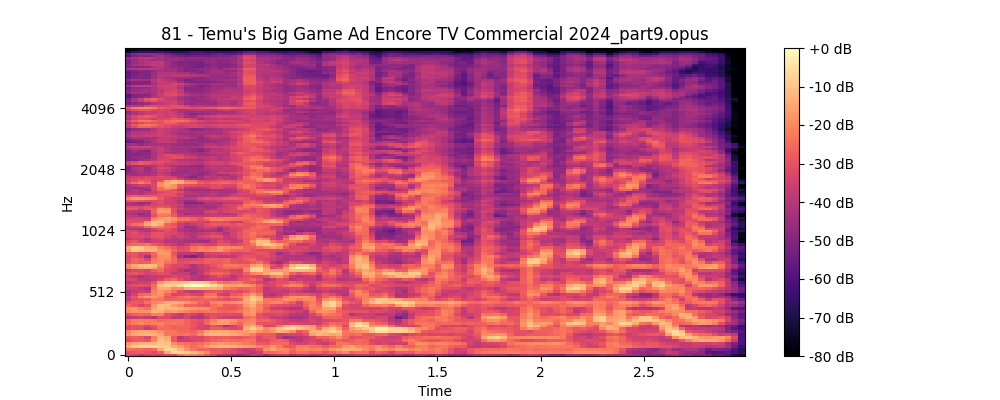 81 - Temu's Big Game Ad Encore TV Commercial 2024_part9.opus
+0 dB
-10 dB
-20 dB
-30 dB
-40 dB
-50 dB
-60 dB
-70 dB
-80 dB
4096
2048
1024
512
0
Hz
0
0.5
1
1.5
2
2.5
Time